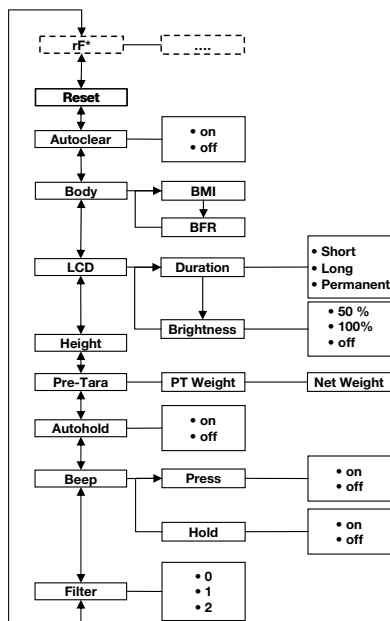 rF*
....
Reset
Autoclear
• on
• off
Body
BMI
BFR
LCD
Duration
• Short
• Long
• Permanent
Brightness
• 50 %
• 100%
• off
Height
Pre-Tara
PT Weight
Net Weight
Autohold
• on
• off
Beep
Press
• on
• off
Hold
• on
• off
Filter
• 0
• 1
• 2